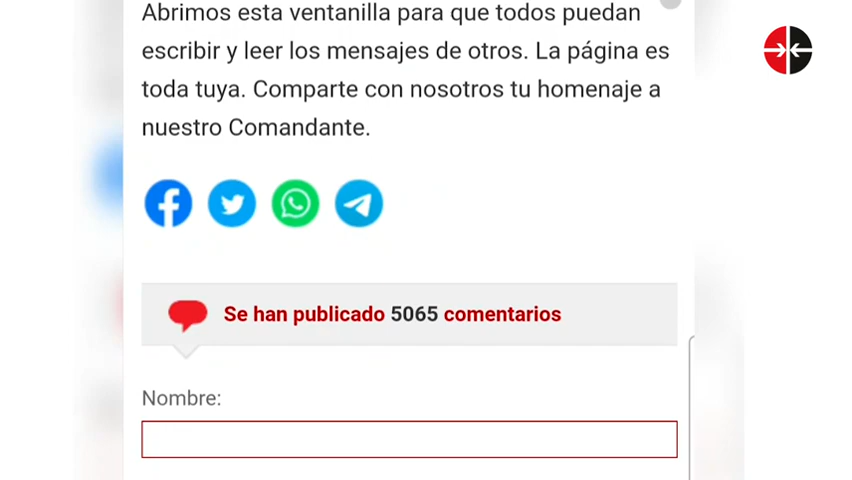 Abrimos esta ventanilla para que todos puedan
escribir y leer los mensajes de otros. La página es
toda tuya. Comparte con nosotros tu homenaje a
nuestro Comandante.
Se han publicado 5065 comentarios
Nombre: